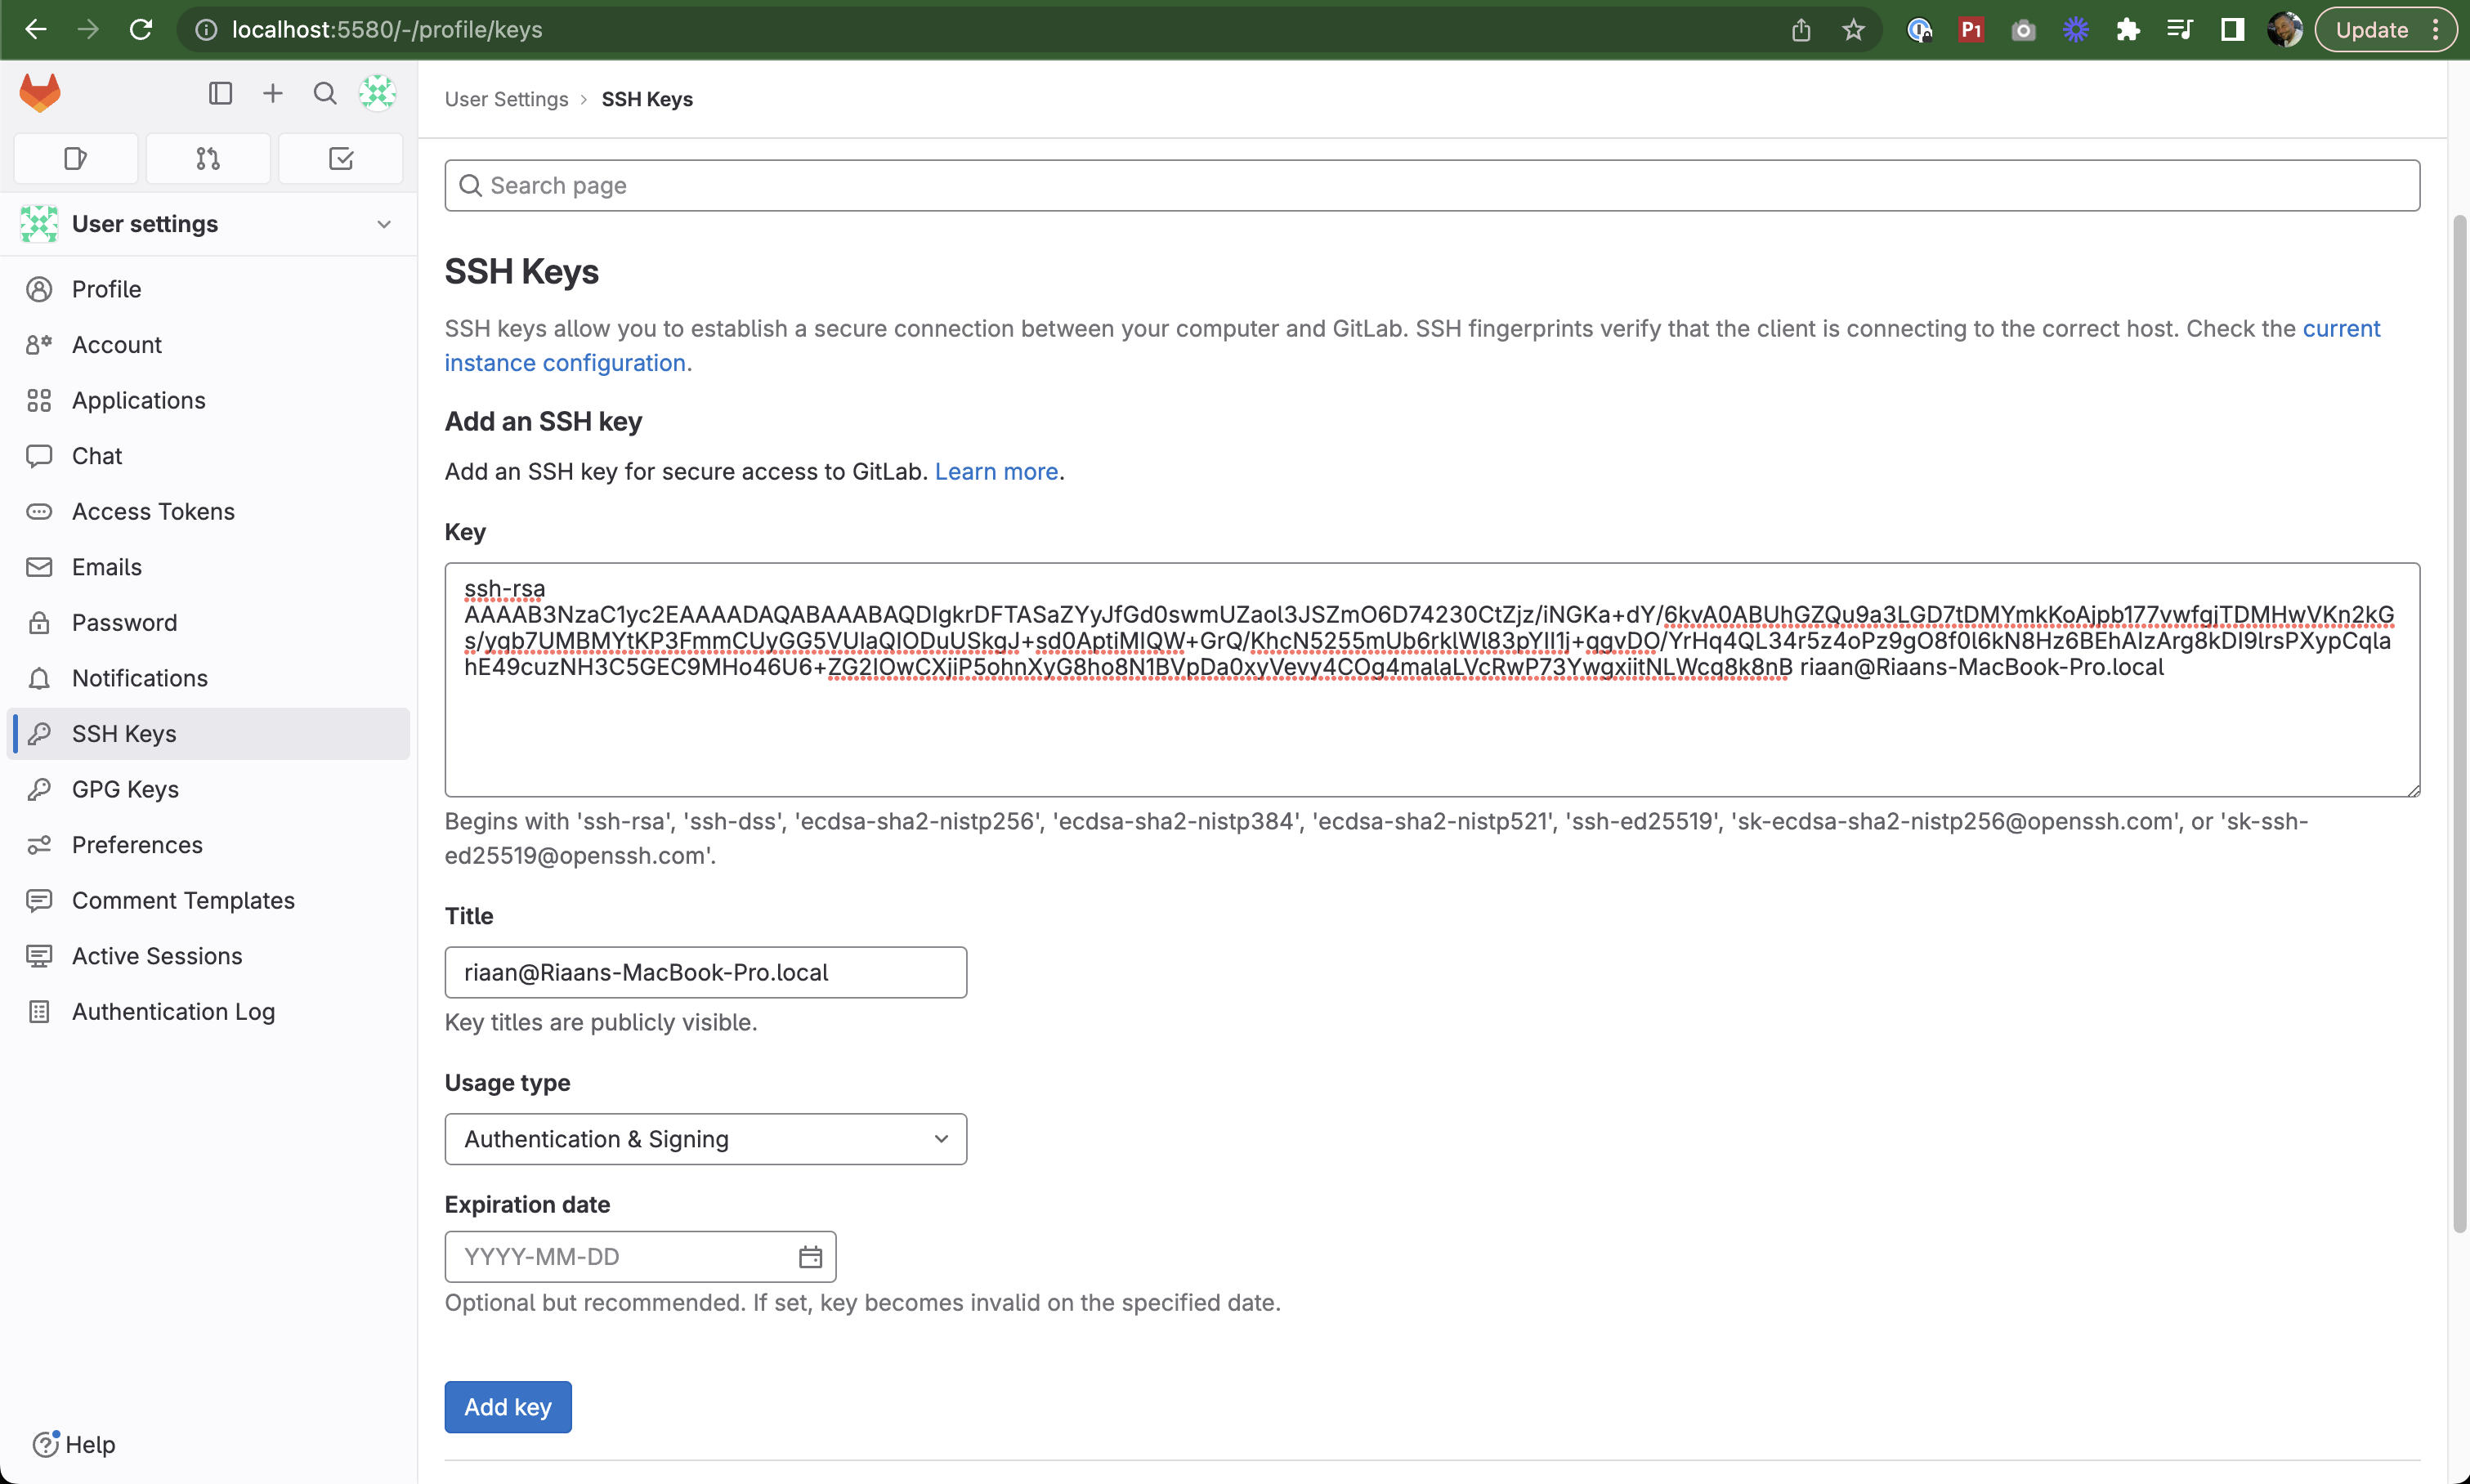 localhost:5580/-/profile/keys
P1
Update
User settings
Profile
Account
Applications
Chat
Access Tokens
Emails
Password
Notifications
SSH Keys
GPG Keys
Preferences
Comment Templates
Active Sessions
Authentication Log
Help
User Settings › SSH Keys
Search page
SSH Keys
SSH keys allow you to establish a secure connection between your computer and GitLab. SSH fingerprints verify that the client is connecting to the correct host. Check the current
instance configuration.
Add an SSH key
Add an SSH key for secure access to GitLab. Learn more.
Key
ssh-rsa
AAAAB3NzaC1yc2EAAAADAQABAAABAQDIgkrDFTASaZYyJfGd0swmUZaol3JSZmO6D74230CtZjz/iNGKa+dY/6kvA0ABUhGZQu9a3LGD7tDMYmkKoAjpb177vwfgjTDMHwVKn2kG
s/ygb7UMBMYtKP3FmmCUyGG5VUIaQIODuUSkgJ+sd0AptiMIQW+GrQ/KhcN5255mUb6rklWl83pYIl1j+qgvDO/YrHq4QL34r5z4oPz9gO8f0l6kN8Hz6BEhAIzArg8kDI9lrsPXypCqla
hE49cuzNH3C5GEC9MHo46U6+ZG2IOwCXjiP5ohnXyG8ho8N1BVpDa0xyVevy4COg4malaLVcRwP73YwgxiitNLWcq8k8nB riaan@Riaans-MacBook-Pro.local
Begins with 'ssh-rsa', 'ssh-dss', 'ecdsa-sha2-nistp256', 'ecdsa-sha2-nistp384', 'ecdsa-sha2-nistp521', 'ssh-ed25519', 'sk-ecdsa-sha2-nistp256@openssh.com', or 'sk-ssh-
ed25519@openssh.com'.
Title
riaan@Riaans-MacBook-Pro.local
Key titles are publicly visible.
Usage type
Authentication & Signing
Expiration date
YYYY-MM-DD
Optional but recommended. If set, key becomes invalid on the specified date.
Add key